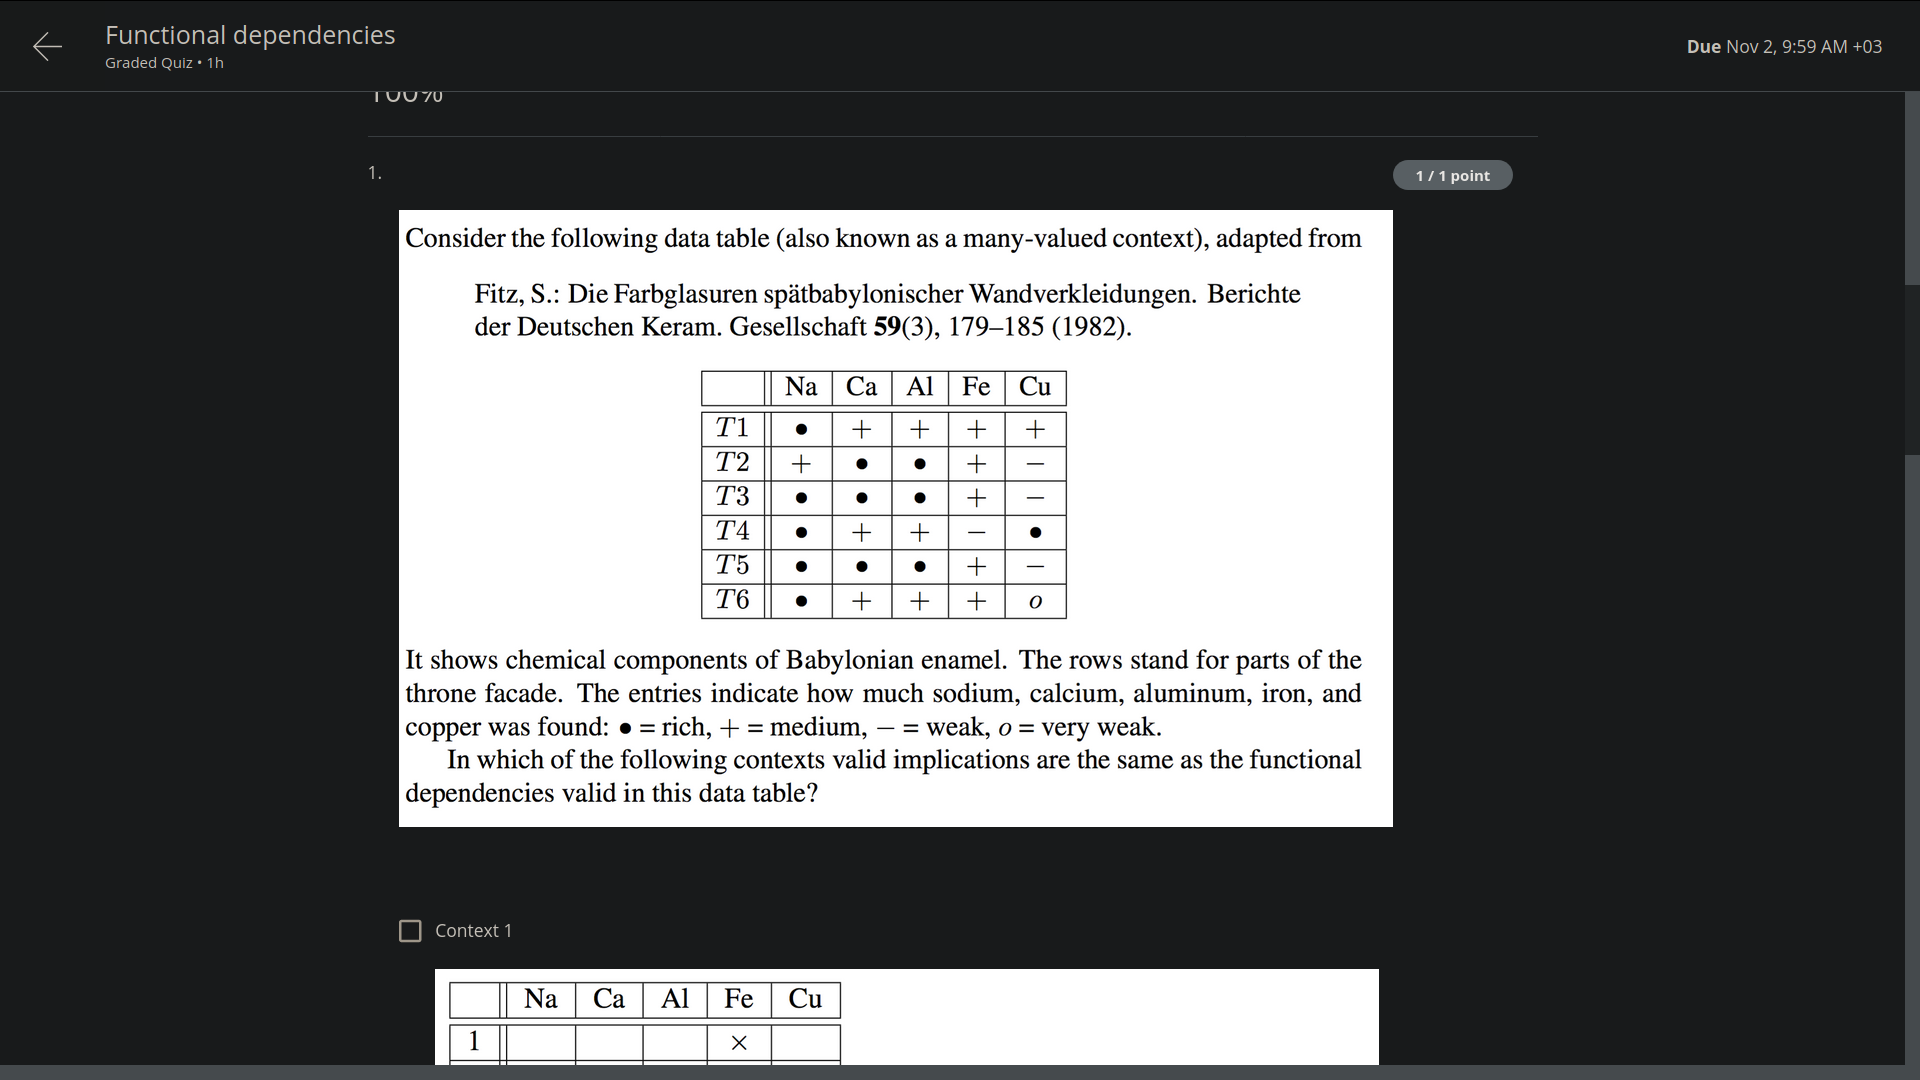 Functional dependencies
Graded Quiz • 1h
Due Nov 2, 9:59 AM +03
100%
1.
1 / 1 point
Consider the following data table (also known as a many-valued context), adapted from
Fitz, S.: Die Farbglasuren spätbabylonischer Wandverkleidungen. Berichte
der Deutschen Keram. Gesellschaft 59(3), 179–185 (1982).
Na Ca Al Fe Cu
T1 • + + + +
T2 + • • + −
T3 • • • + −
T4 • + + − •
T5 • • • + −
T6 • + + + o
It shows chemical components of Babylonian enamel. The rows stand for parts of the
throne facade. The entries indicate how much sodium, calcium, aluminum, iron, and
copper was found: • = rich, + = medium, − = weak, o = very weak.
In which of the following contexts valid implications are the same as the functional
dependencies valid in this data table?
Context 1
Na Ca Al Fe Cu
1 ×